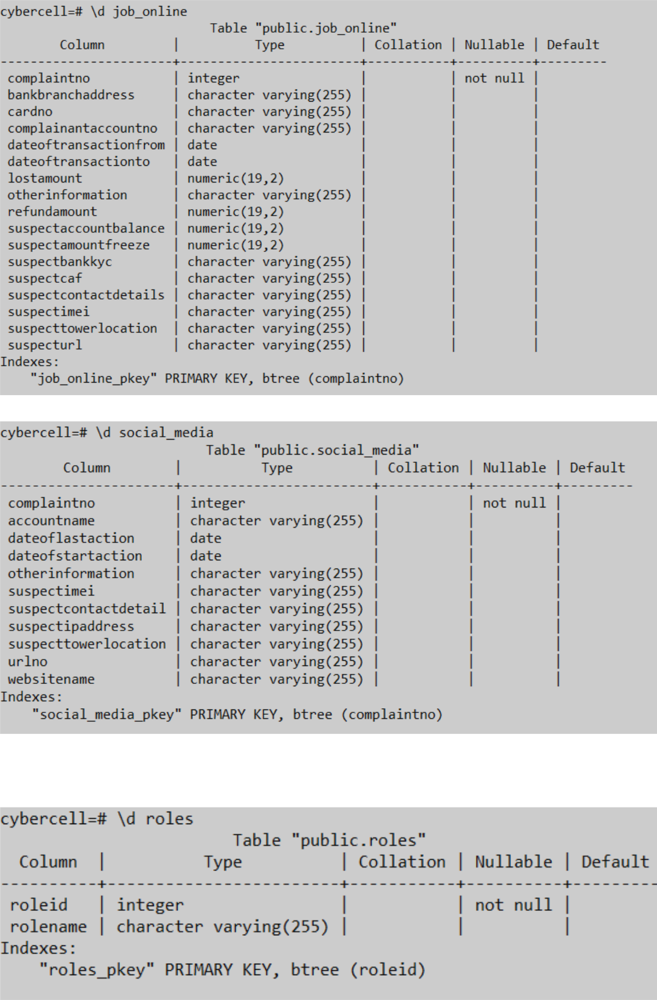 cybercell=# \d job_online
Table "public.job_online"
Column | Type | Collation | Nullable | Default
----------------------+------------------------+-----------+----------+---------
complaintno | integer | | not null |
bankbranchaddress | character varying(255) | | |
cardno | character varying(255) | | |
complainantaccountno | character varying(255) | | |
dateoftransactionfrom | date | | |
dateoftransactionto | date | | |
lostamount | numeric(19,2) | | |
otherinformation | character varying(255) | | |
refundamount | numeric(19,2) | | |
suspectaccountbalance | numeric(19,2) | | |
suspectamountfreeze | numeric(19,2) | | |
suspectbankkyc | character varying(255) | | |
suspectcaf | character varying(255) | | |
suspectcontactdetails | character varying(255) | | |
suspectimei | character varying(255) | | |
suspecttowerlocation | character varying(255) | | |
suspecturl | character varying(255) | | |
Indexes:
"job_online_pkey" PRIMARY KEY, btree (complaintno)
cybercell=# \d social_media
Table "public.social_media"
Column | Type | Collation | Nullable | Default
----------------------+------------------------+-----------+----------+---------
complaintno | integer | | not null |
accountname | character varying(255) | | |
dateoflastaction | date | | |
dateofstartaction | date | | |
otherinformation | character varying(255) | | |
suspectimei | character varying(255) | | |
suspectcontactdetail | character varying(255) | | |
suspectipaddress | character varying(255) | | |
suspecttowerlocation | character varying(255) | | |
urlno | character varying(255) | | |
websitename | character varying(255) | | |
Indexes:
"social_media_pkey" PRIMARY KEY, btree (complaintno)
cybercell=# \d roles
Table "public.roles"
Column | Type | Collation | Nullable | Default
----------+------------------------+-----------+----------+---------
roleid | integer | | not null |
rolename | character varying(255) | | |
Indexes:
"roles_pkey" PRIMARY KEY, btree (roleid)